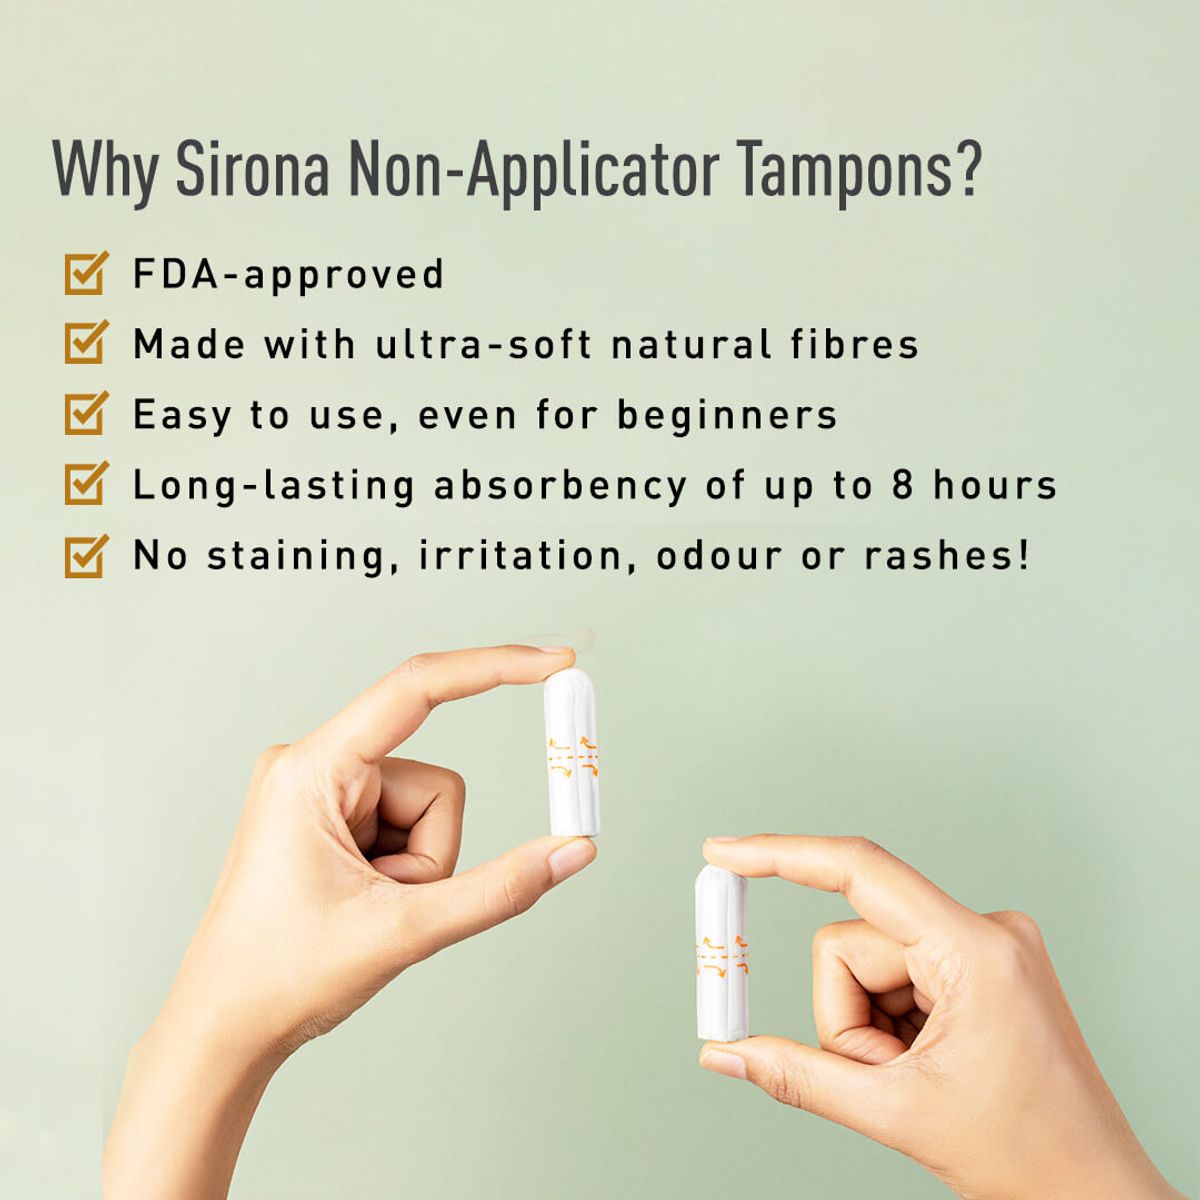 Why Sirona Non-Applicator Tampons?
FDA-approved
Made with ultra-soft natural fibres
Easy to use, even for beginners
Long-lasting absorbency of up to 8 hours
No staining, irritation, odour or rashes!